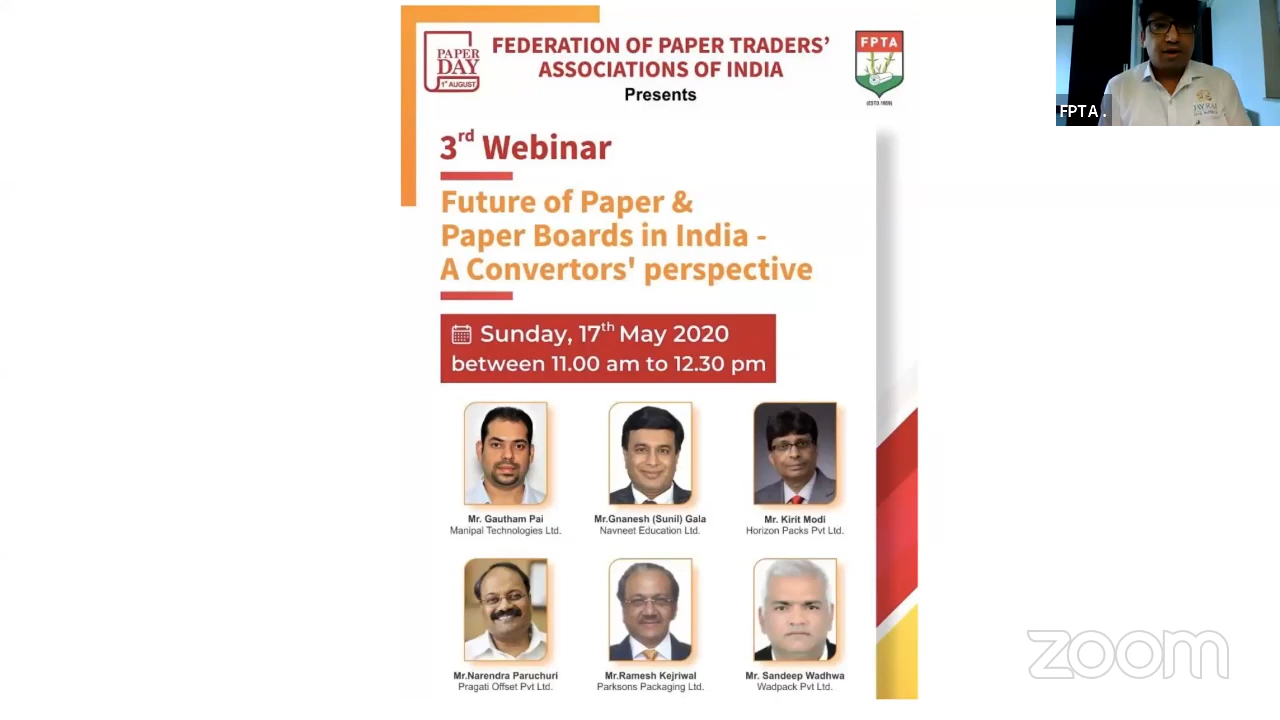 PAPER
DAY
1st AUGUST
FEDERATION OF PAPER TRADERS'
ASSOCIATIONS OF INDIA
Presents
FPTA
(ESTD.1959)
FPTA .
3rd Webinar
Future of Paper &
Paper Boards in India -
A Convertors' perspective
Sunday, 17th May 2020
between 11.00 am to 12.30 pm
Mr. Gautham Pai
Manipal Technologies Ltd.
Mr.Gnanesh (Sunil) Gala
Navneet Education Ltd.
Mr. Kirit Modi
Horizon Packs Pvt Ltd.
Mr.Narendra Paruchuri
Pragati Offset Pvt Ltd.
Mr.Ramesh Kejriwal
Parksons Packaging Ltd.
Mr. Sandeep Wadhwa
Wadpack Pvt Ltd.
zoom